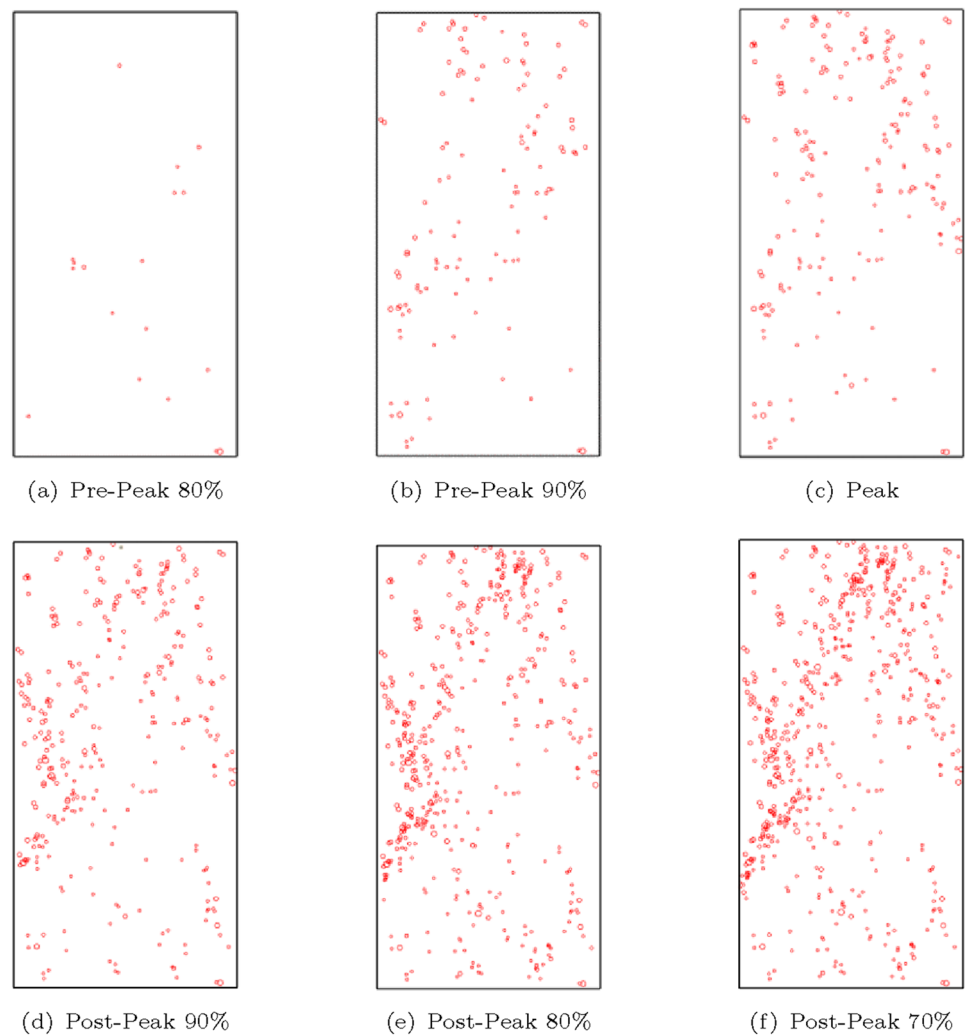 (a) Pre-Peak 80%
(b) Pre-Peak 90%
(c) Peak
(d) Post-Peak 90%
(e) Post-Peak 80%
(f) Post-Peak 70%